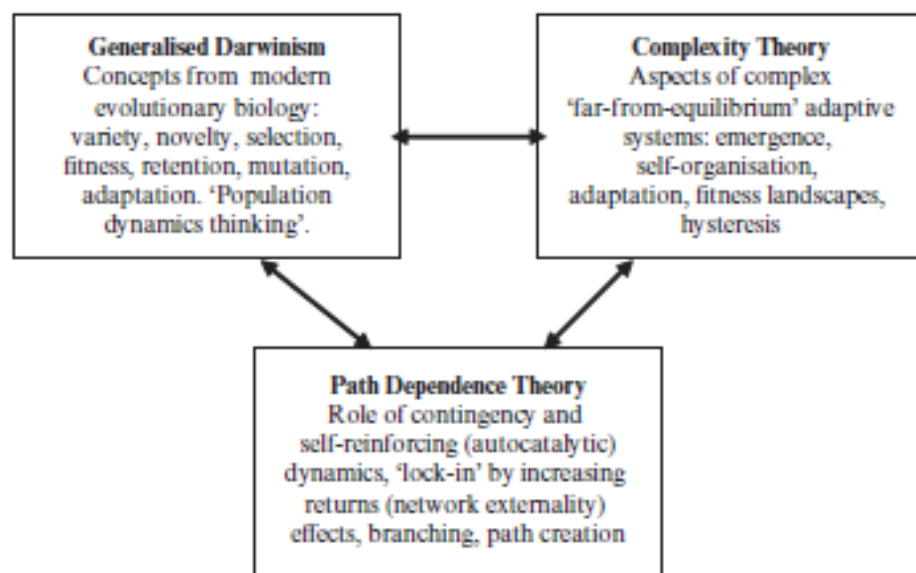 Generalised Darwinism
Concepts from modern
evolutionary biology:
variety, novelty, selection,
fitness, retention, mutation,
adaptation. ‘Population
dynamics thinking’.
Complexity Theory
Aspects of complex
‘far-from-equilibrium’ adaptive
systems: emergence,
self-organisation,
adaptation, fitness landscapes,
hysteresis
Path Dependence Theory
Role of contingency and
self-reinforcing (autocatalytic)
dynamics, ‘lock-in’ by increasing
returns (network externality)
effects, branching, path creation